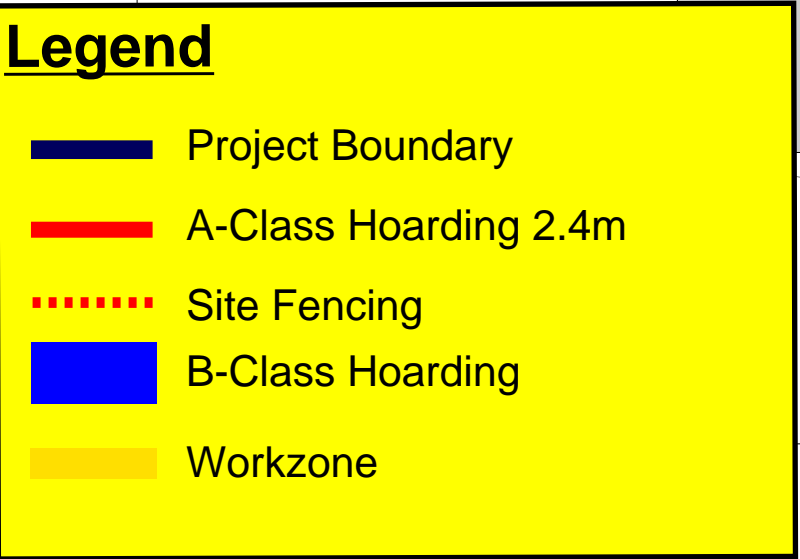 Legend
Project Boundary
A-Class Hoarding 2.4m
Site Fencing
B-Class Hoarding
Workzone